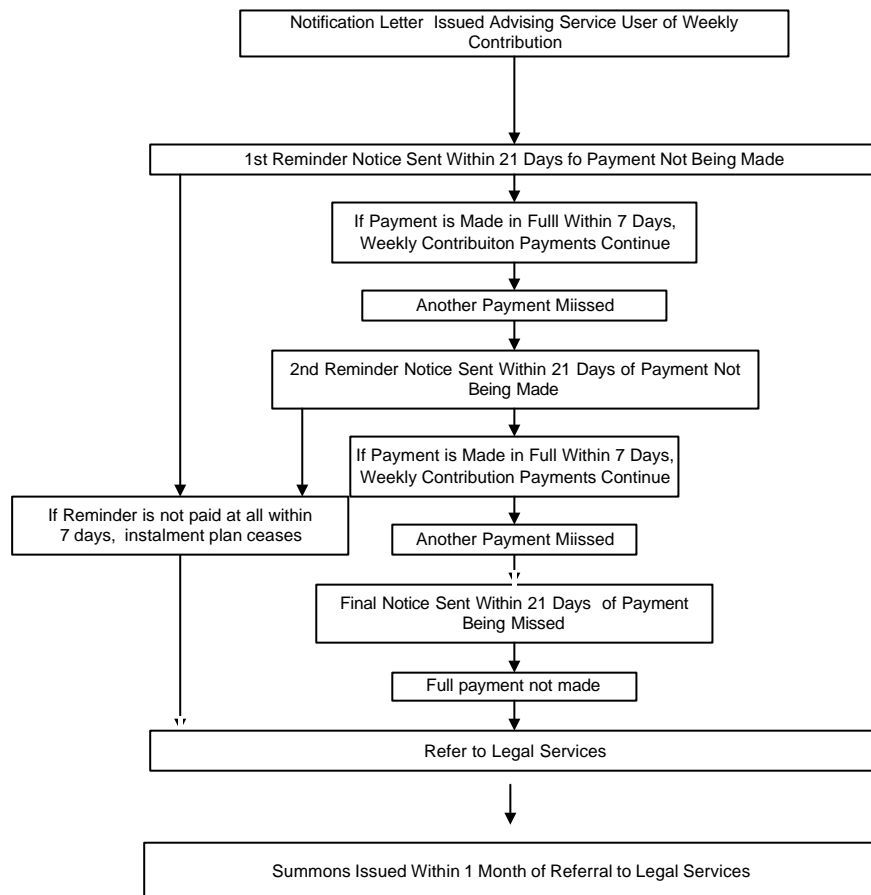 Notification Letter Issued Advising Service User of Weekly
Contribution
1st Reminder Notice Sent Within 21 Days fo Payment Not Being Made
If Payment is Made in Fulll Within 7 Days,
Weekly Contribuiton Payments Continue
Another Payment Miissed
2nd Reminder Notice Sent Within 21 Days of Payment Not
Being Made
If Payment is Made in Full Within 7 Days,
Weekly Contribution Payments Continue
If Reminder is not paid at all within
7 days, instalment plan ceases
Another Payment Miissed
Final Notice Sent Within 21 Days of Payment
Being Missed
Full payment not made
Refer to Legal Services
Summons Issued Within 1 Month of Referral to Legal Services